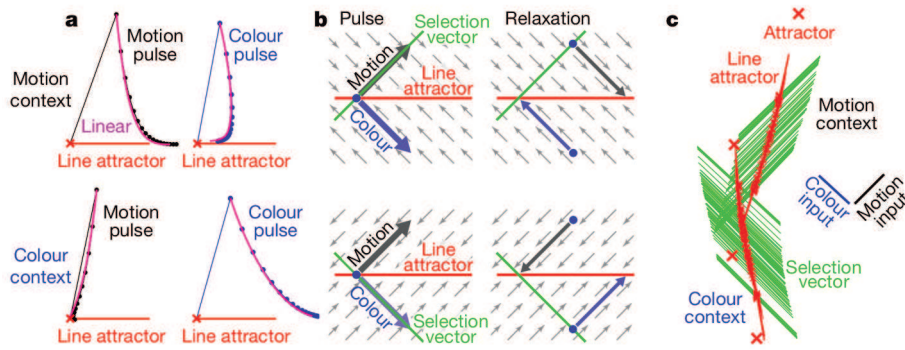 a
Motion
pulse
Colour
pulse
Motion
context
Linear
Line attractor
Line attractor
Motion
pulse
Colour
pulse
Colour
context
Line attractor
Line attractor
b
Pulse
Relaxation
Selection
vector
Motion
Line
attractor
Colour
Motion
Line
attractor
Colour
Selection
vector
c
Attractor
Line
attractor
Motion
context
Colour
input
Motion
input
Selection
vector
Colour
context